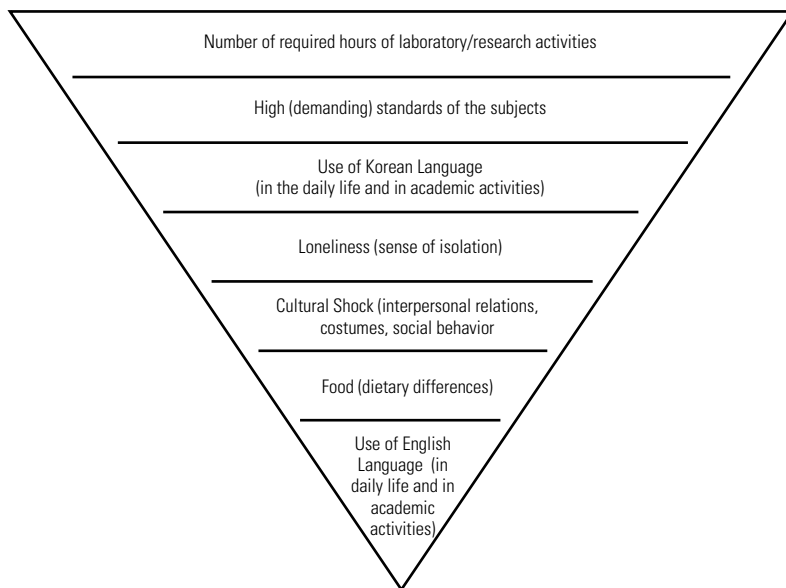 Number of required hours of laboratory/research activities
High (demanding) standards of the subjects
Use of Korean Language
(in the daily life and in academic activities)
Loneliness (sense of isolation)
Cultural Shock (interpersonal relations,
costumes, social behavior
Food (dietary differences)
Use of English
Language (in
daily life and in
academic
activities)